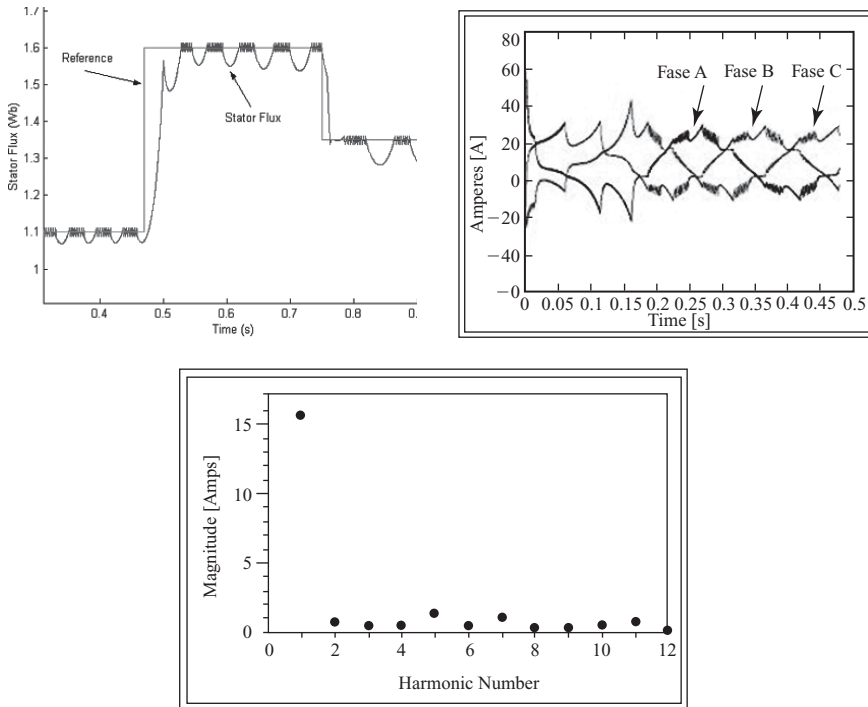 1.6
1.5
1.4
1.3
1.2
1.1
1
Stator Flux (Wb)
Reference
Stator Flux
0.4 0.5 0.6 0.7 0.8
Time (s)
80
60
40
20
0
−20
−40
−0
Amperes [A]
Fase A Fase B Fase C
0 0.05 0.1 0.15 0.2 0.25 0.3 0.35 0.4 0.45 0.5
Time [s]
15
10
5
0
Magnitude [Amps]
0 2 4 6 8 10 12
Harmonic Number